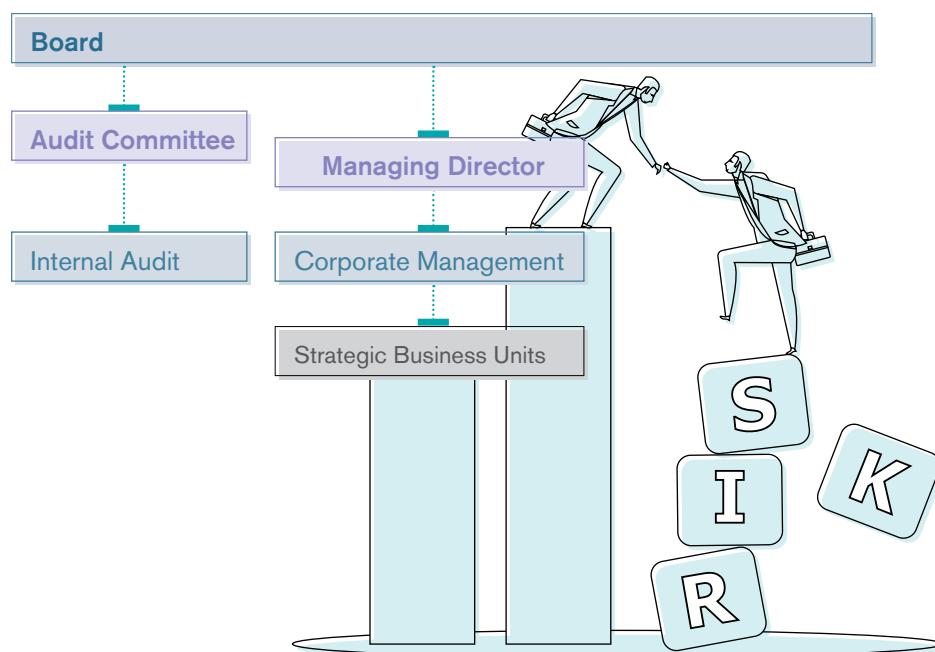 Board
Audit Committee
Managing Director
Internal Audit
Corporate Management
Strategic Business Units
S
K
I
R